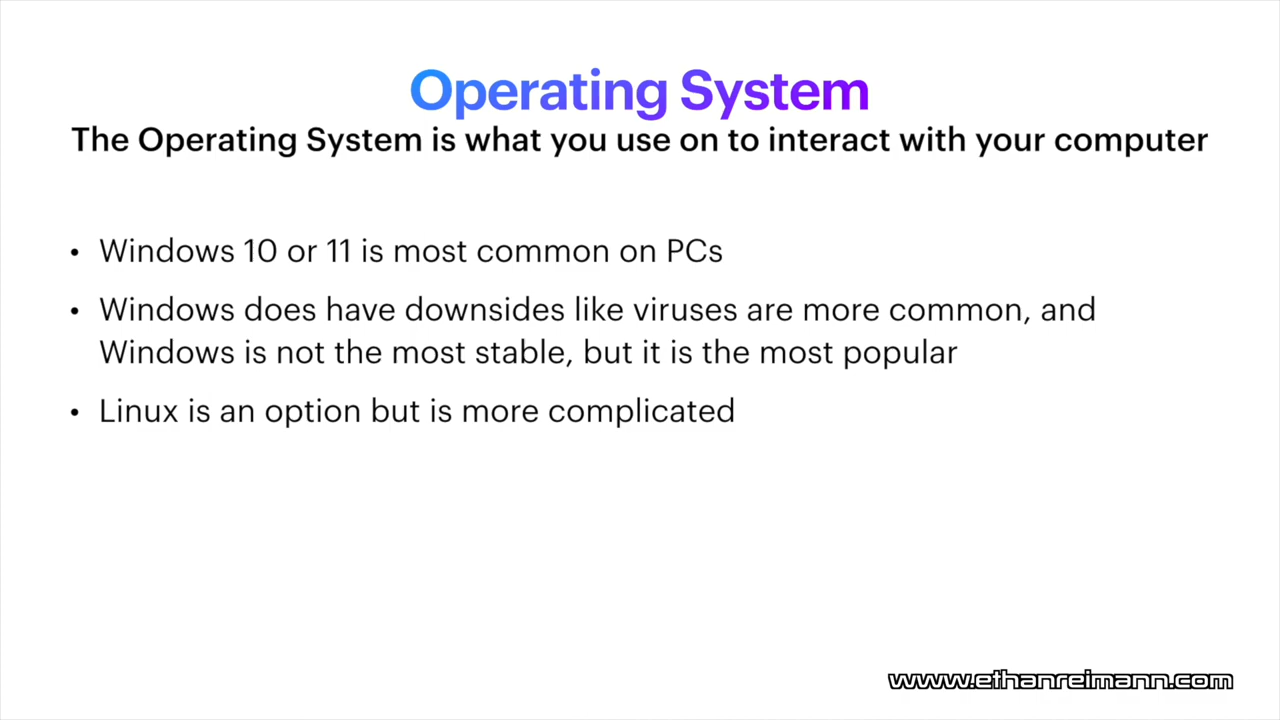 Operating System
The Operating System is what you use on to interact with your computer
• Windows 10 or 11 is most common on PCs
• Windows does have downsides like viruses are more common, and
Windows is not the most stable, but it is the most popular
• Linux is an option but is more complicated
www.ethanreimann.com